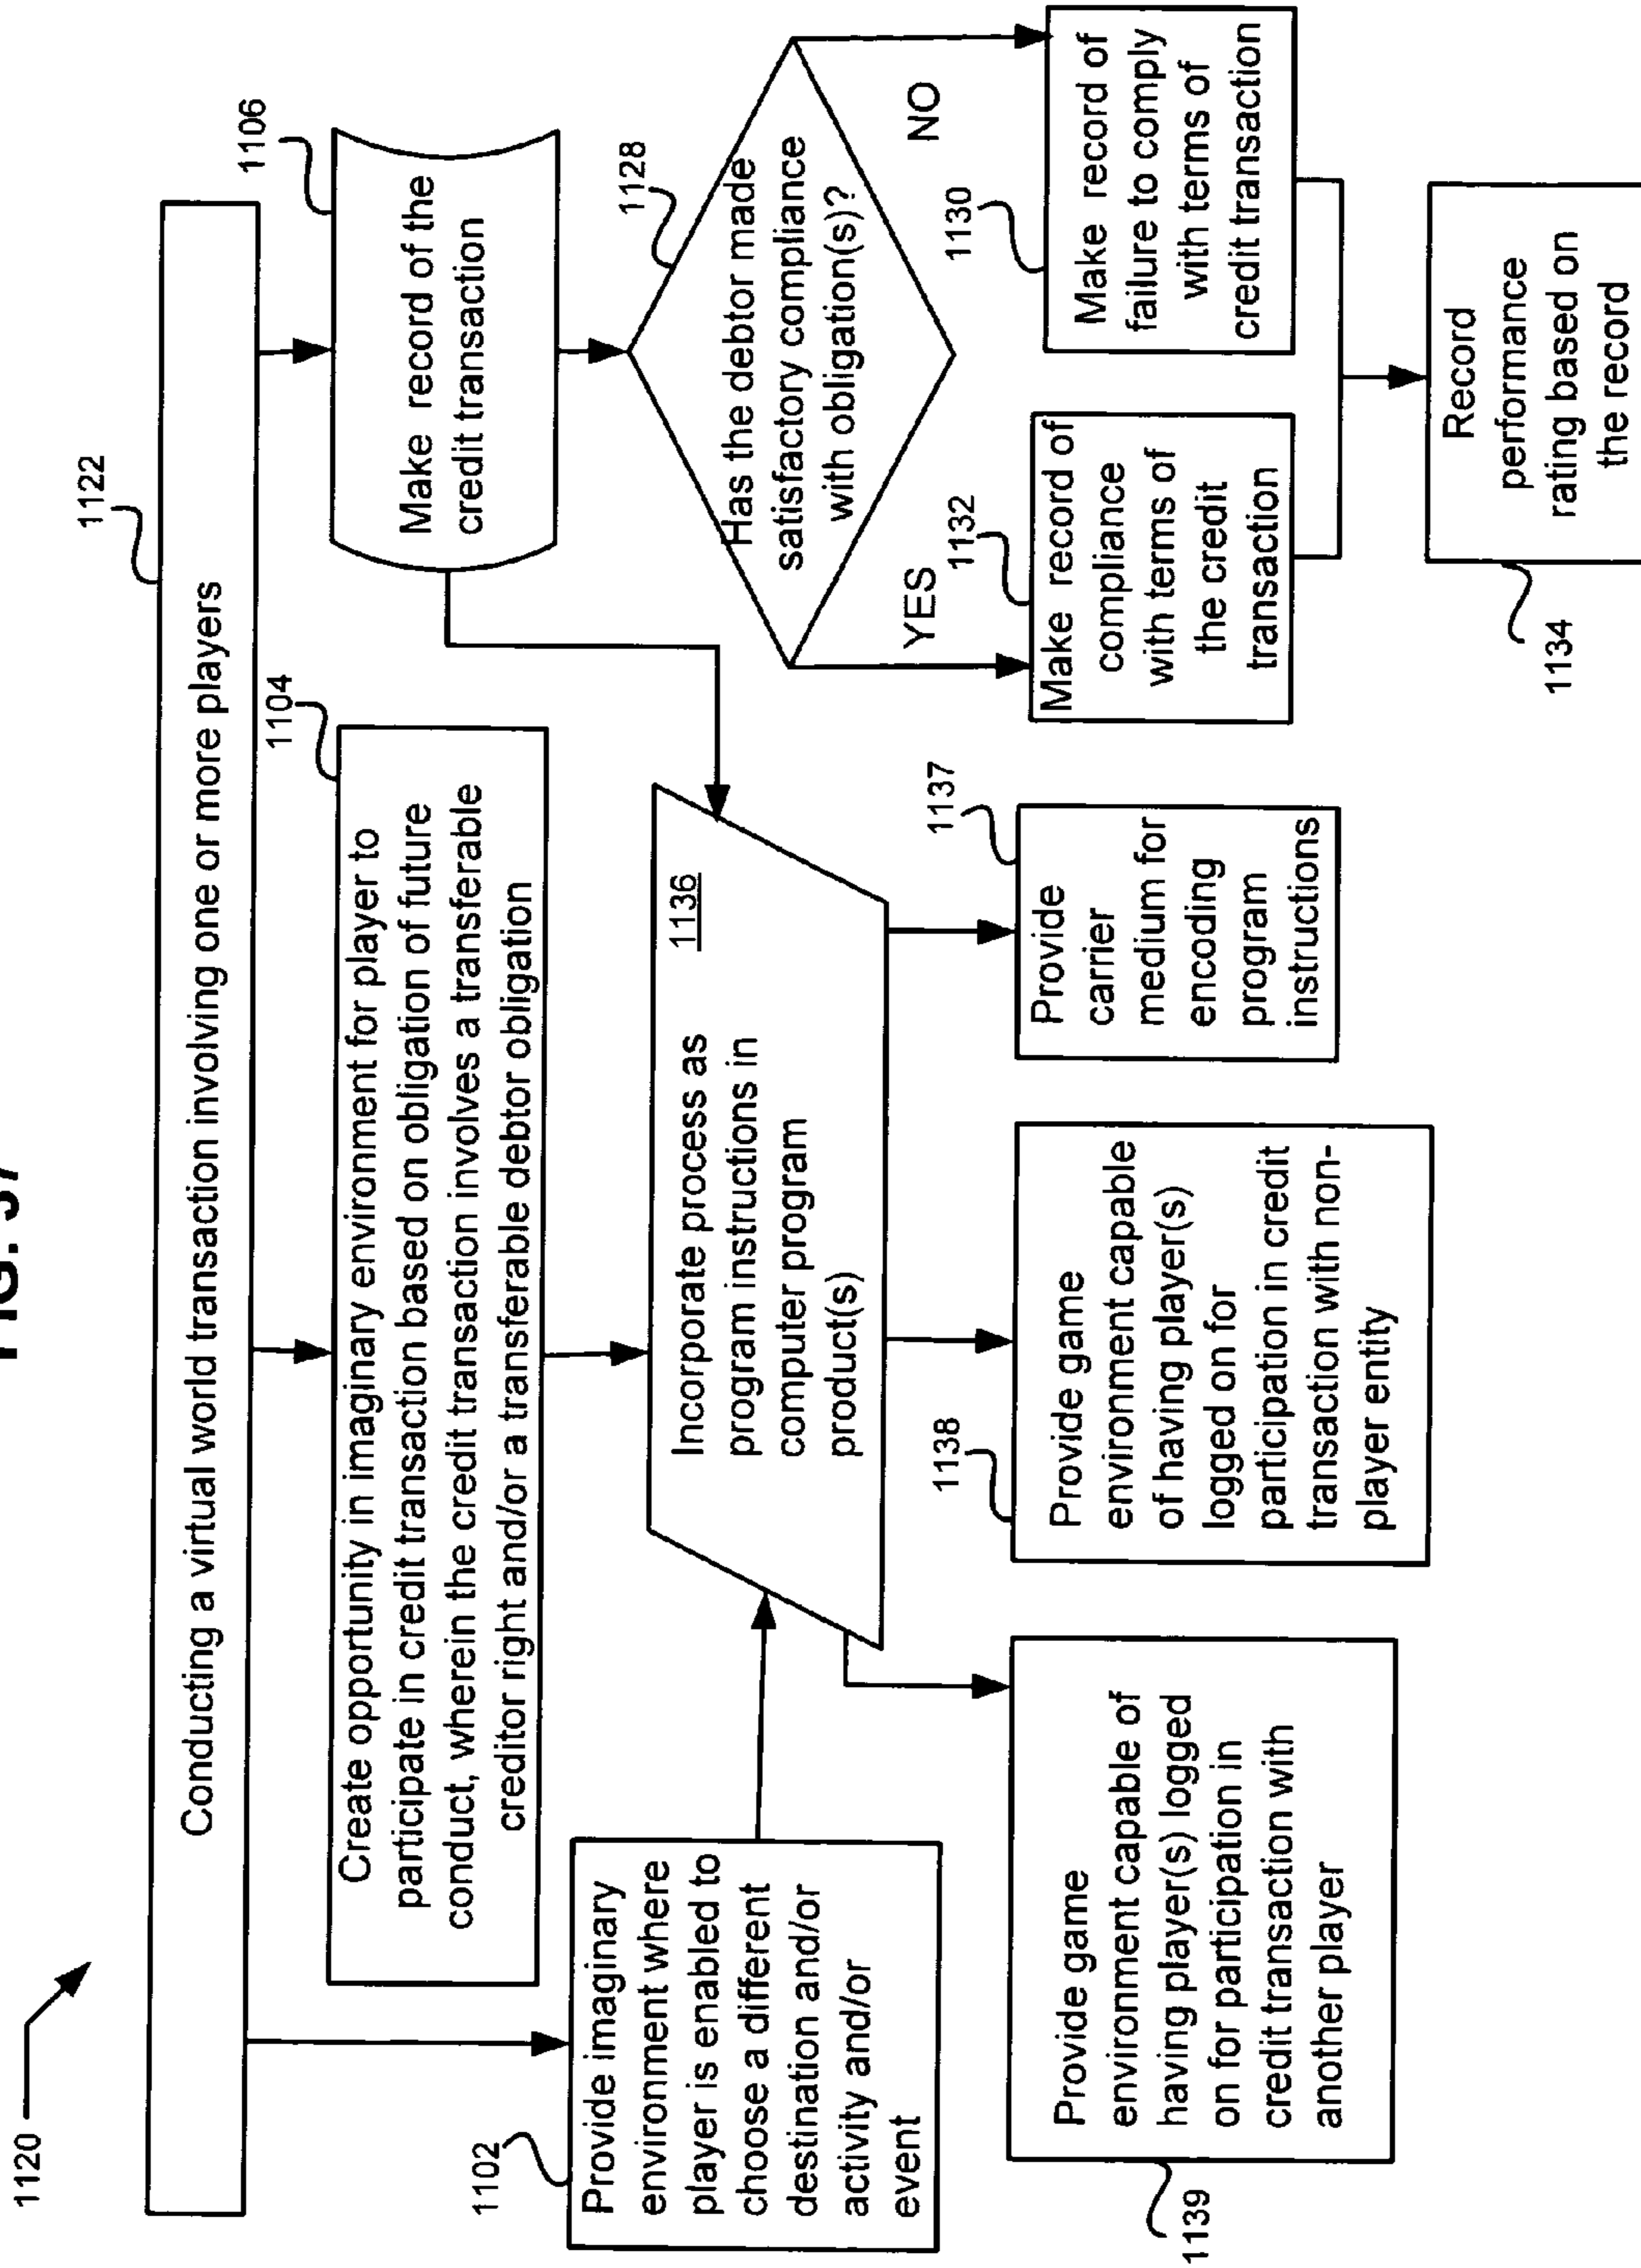 FIG. 37
1120
1122
Conducting a virtual world transaction involving one or more players
1104
Create opportunity in imaginary environment for player to
participate in credit transaction based on obligation of future
conduct, wherein the credit transaction involves a transferable
creditor right and/or a transferable debtor obligation
1106
Make record of the
credit transaction
1102
Provide imaginary
environment where
player is enabled to
choose a different
destination and/or
activity and/or
event
1136
Incorporate process as
program instructions in
computer program
product(s)
1128
Has the debtor made
satisfactory compliance
with obligation(s)?
YES
NO
1139
Provide game
environment capable of
having player(s) logged
on for participation in
credit transaction with
another player
1138
Provide game
environment capable
of having player(s)
logged on for
participation in credit
transaction with non-
player entity
1137
Provide
carrier
medium for
encoding
program
instructions
1132
Make record of
compliance
with terms of
the credit
transaction
1130
Make record of
failure to comply
with terms of
credit transaction
1134
Record
performance
rating based on
the record